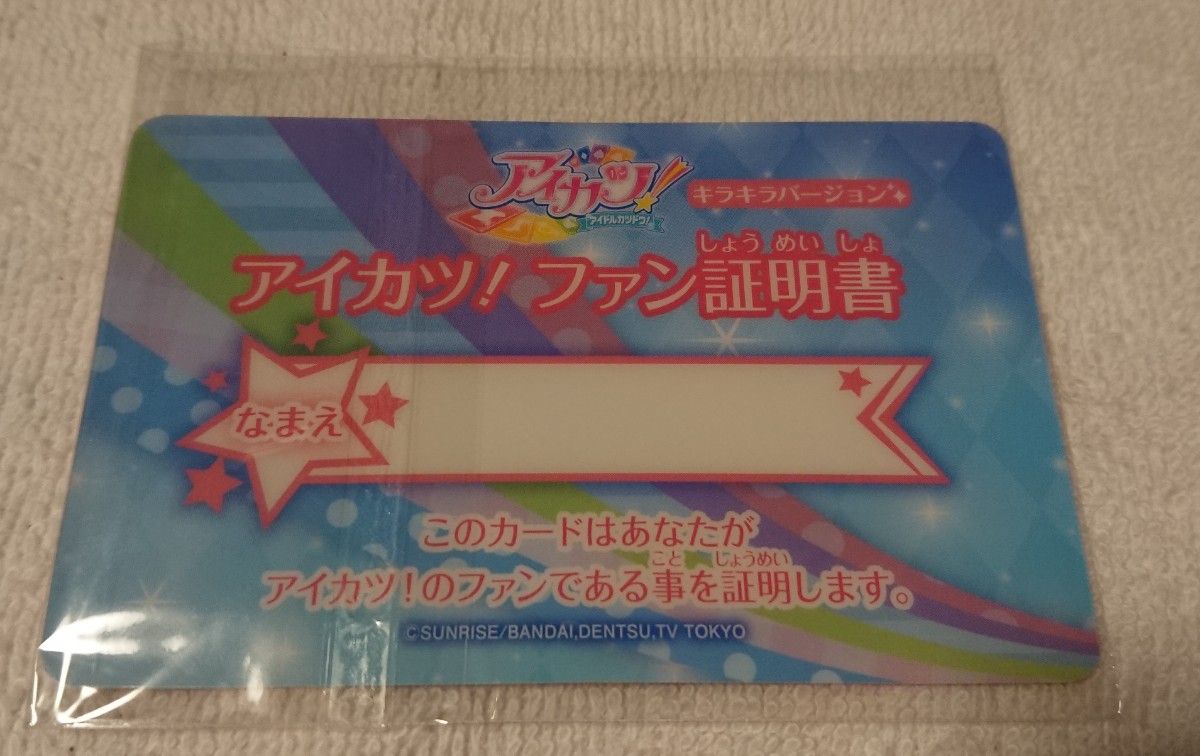 アイカツ!
アイドルカツドウ!
キラキラバージョン
しょう めい しょ
アイカツ! ファン証明書
な・ま・え
このカードはあなたが
こと じょうめい
アイカツ!のファンである事を証明します。
©SUNRISE/BANDAI,DENTSU,TV TOKYO